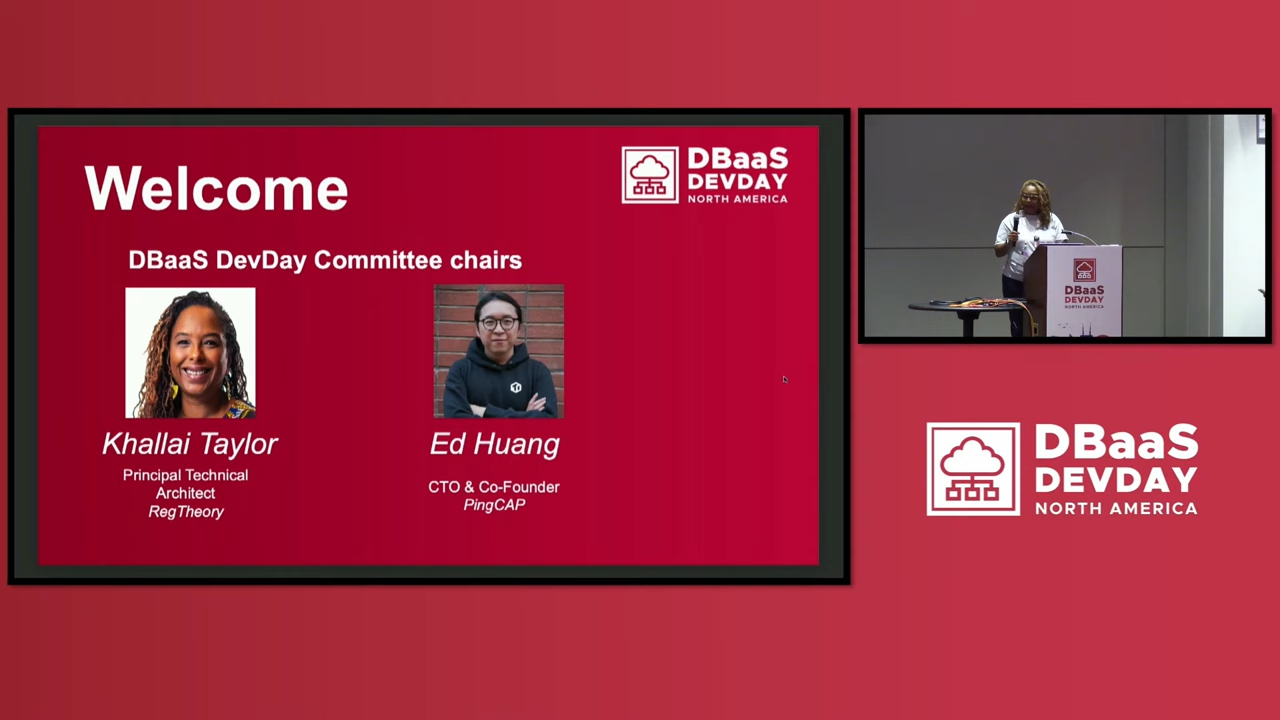 Welcome
DBaaS
DEVDAY
NORTH AMERICA
DBaaS DevDay Committee chairs
Khallai Taylor
Principal Technical
Architect
RegTheory
Ed Huang
CTO & Co-Founder
PingCAP
DBaaS
DEVDAY
NORTH AMERICA
DBaaS
DEVDAY
NORTH AMERICA